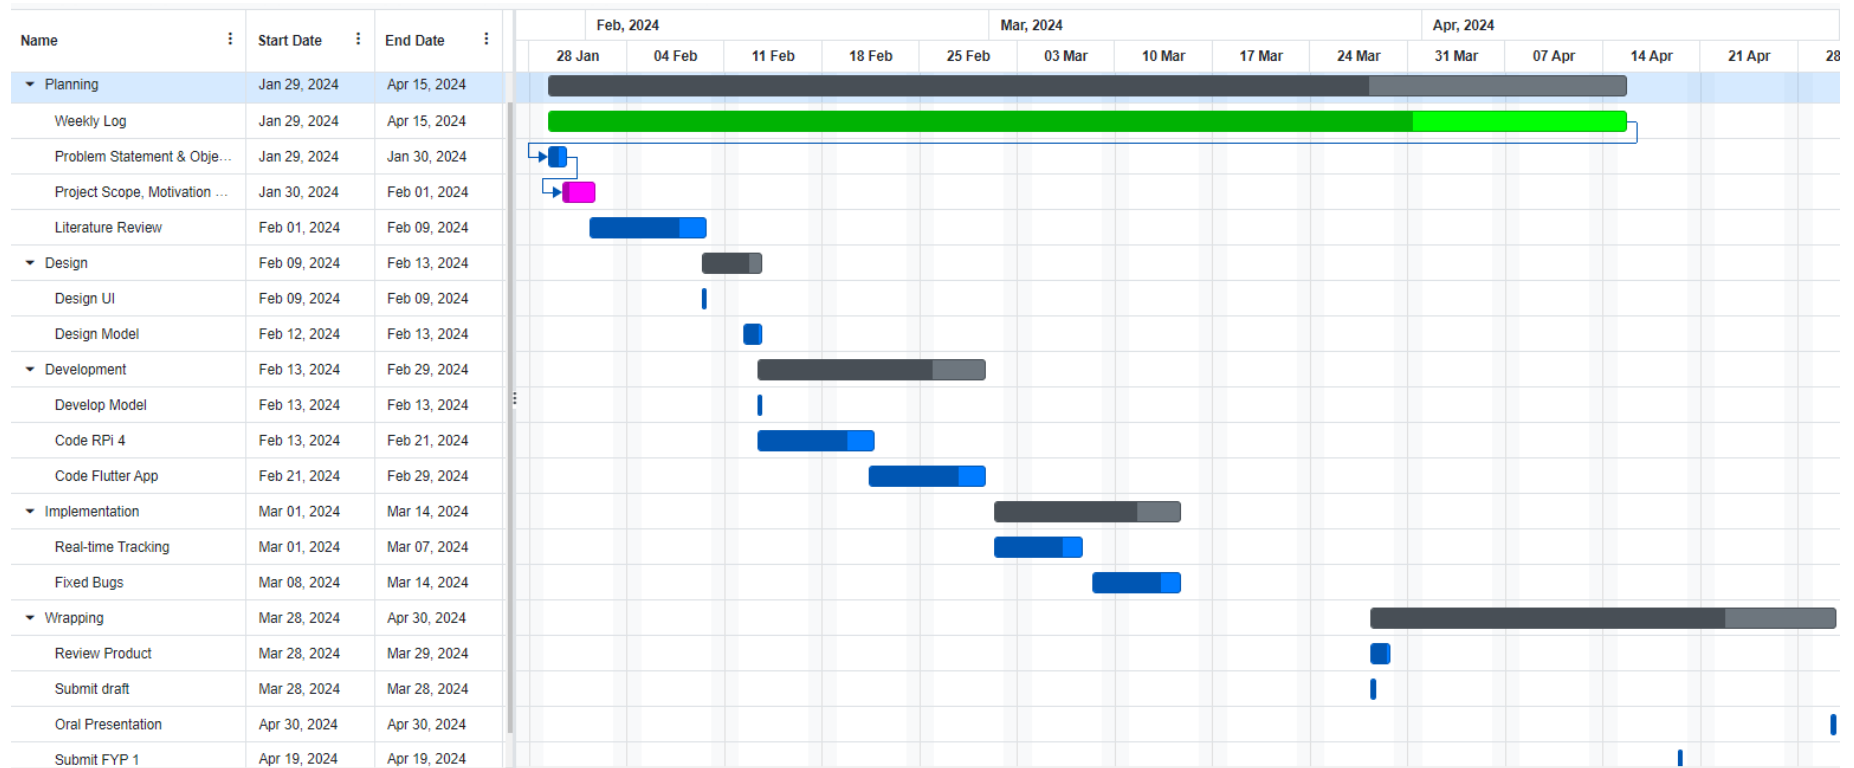 Feb, 2024 Mar, 2024 Apr, 2024
Name Start Date End Date
28 Jan 04 Feb 11 Feb 18 Feb 25 Feb 03 Mar 10 Mar 17 Mar 24 Mar 31 Mar 07 Apr 14 Apr 21 Apr 28
Planning Jan 29, 2024 Apr 15, 2024
Weekly Log Jan 29, 2024 Apr 15, 2024
Problem Statement & Obje... Jan 29, 2024 Jan 30, 2024
Project Scope, Motivation ... Jan 30, 2024 Feb 01, 2024
Literature Review Feb 01, 2024 Feb 09, 2024
Design Feb 09, 2024 Feb 13, 2024
Design UI Feb 09, 2024 Feb 09, 2024
Design Model Feb 12, 2024 Feb 13, 2024
Development Feb 13, 2024 Feb 29, 2024
Develop Model Feb 13, 2024 Feb 13, 2024
Code RPi 4 Feb 13, 2024 Feb 21, 2024
Code Flutter App Feb 21, 2024 Feb 29, 2024
Implementation Mar 01, 2024 Mar 14, 2024
Real-time Tracking Mar 01, 2024 Mar 07, 2024
Fixed Bugs Mar 08, 2024 Mar 14, 2024
Wrapping Mar 28, 2024 Apr 30, 2024
Review Product Mar 28, 2024 Mar 29, 2024
Submit draft Mar 28, 2024 Mar 28, 2024
Oral Presentation Apr 30, 2024 Apr 30, 2024
Submit FYP 1 Apr 19, 2024 Apr 19, 2024